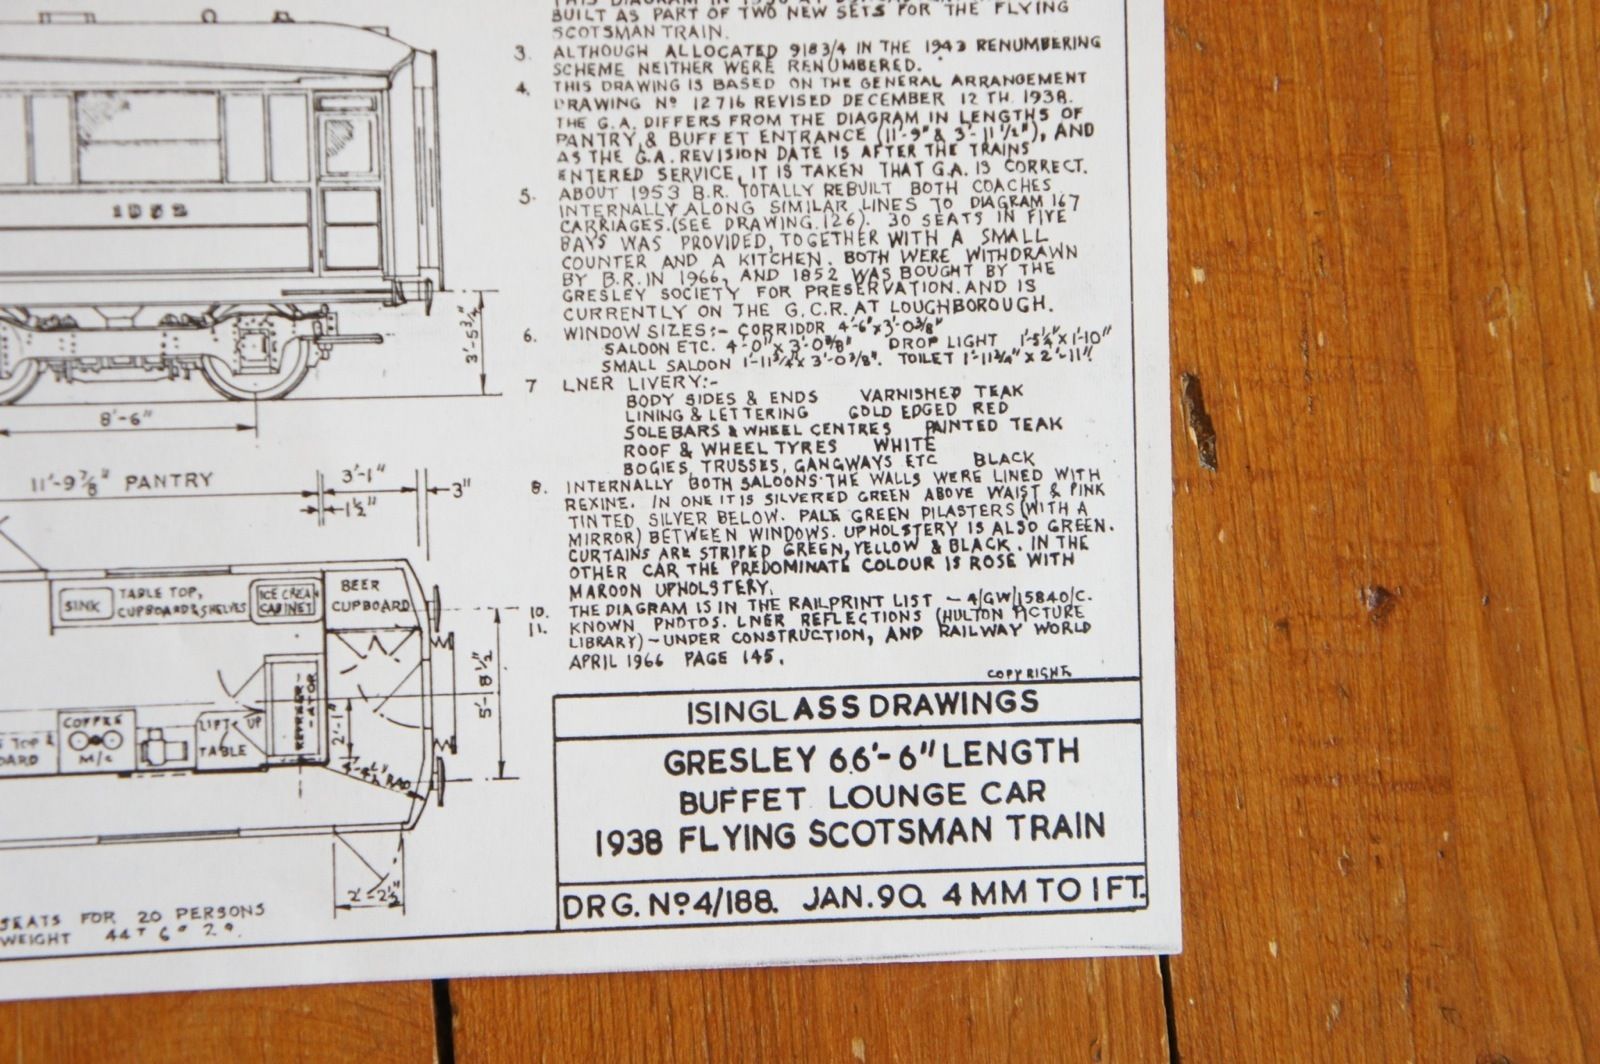 BUILT AS PART OF TWO NEW SETS FOR THE FLYING
SCOTSMAN TRAIN.
3. ALTHOUGH ALLOCATED 9183/4 IN THE 1943 RENUMBERING
SCHEME NEITHER WERE RENUMBERED.
4. THIS DRAWING IS BASED ON THE GENERAL ARRANGEMENT
DRAWING Nº 12716 REVISED DECEMBER 12 TH. 1938.
THE G.A. DIFFERS FROM THE DIAGRAM IN LENGTHS OF
PANTRY & BUFFET ENTRANCE (11'-9" & 3'-11½"), AND
AS THE G.A. REVISION DATE IS AFTER THE TRAINS
ENTERED SERVICE, IT IS TAKEN THAT G.A. IS CORRECT.
5. ABOUT 1953 B.R. TOTALLY REBUILT BOTH COACHES
INTERNALLY ALONG SIMILAR LINES TO DIAGRAM 167
CARRIAGES. (SEE DRAWING 126). 30 SEATS IN FIVE
BAYS WAS PROVIDED, TOGETHER WITH A SMALL
COUNTER AND A KITCHEN. BOTH WERE WITHDRAWN
BY B.R. IN 1966, AND 1852 WAS BOUGHT BY THE
GRESLEY SOCIETY FOR PRESERVATION. AND IS
CURRENTLY ON THE G.C.R. AT LOUGHBOROUGH.
6. WINDOW SIZES:- CORRIDOR 4'-6" x 3'-0⅜"
SALOON ETC. 4'-0" x 3'-0⅜" DROP LIGHT 1'-5¼" x 1'-10"
SMALL SALOON 1'-11¾" x 3'-0⅜". TOILET 1'-11¾" x 2'-11".
7 LNER LIVERY:-
BODY SIDES & ENDS VARNISHED TEAK
LINING & LETTERING GOLD EDGED RED
SOLEBARS & WHEEL CENTRES PAINTED TEAK
ROOF & WHEEL TYRES WHITE
BOGIES, TRUSSES, GANGWAYS ETC BLACK
8. INTERNALLY BOTH SALOONS THE WALLS WERE LINED WITH
REXINE. IN ONE IT IS SILVERED GREEN ABOVE WAIST & PINK
TINTED SILVER BELOW. PALE GREEN PILASTERS (WITH A
MIRROR) BETWEEN WINDOWS. UPHOLSTERY IS ALSO GREEN.
CURTAINS ARE STRIPED GREEN, YELLOW & BLACK. IN THE
OTHER CAR THE PREDOMINATE COLOUR IS ROSE WITH
MAROON UPHOLSTERY.
10. THE DIAGRAM IS IN THE RAILPRINT LIST - 4/GW/15840/C.
11. KNOWN PHOTOS. LNER REFLECTIONS (HULTON PICTURE
LIBRARY) - UNDER CONSTRUCTION, AND RAILWAY WORLD
APRIL 1966 PAGE 145.
COPYRIGHT.
ISINGLASS DRAWINGS
GRESLEY 66'-6" LENGTH
BUFFET LOUNGE CAR
1938 FLYING SCOTSMAN TRAIN
DRG. Nº 4/188. JAN. 90. 4 MM TO 1 FT.
1852
3'-5¾"
8'-6"
11'-9⅞" PANTRY
3'-1"
3"
1½"
SINK
TABLE TOP,
CUPBOARD & SHELVES
ICE CREAM
CABINET
BEER
CUPBOARD
5'-8½"
REFRIGER-
-ATOR
2'-1"
COFFEE
M/C
LIFT UP
TABLE
RAD
2'-2½"
SEATS FOR 20 PERSONS
WEIGHT 44T 6C 2Q.